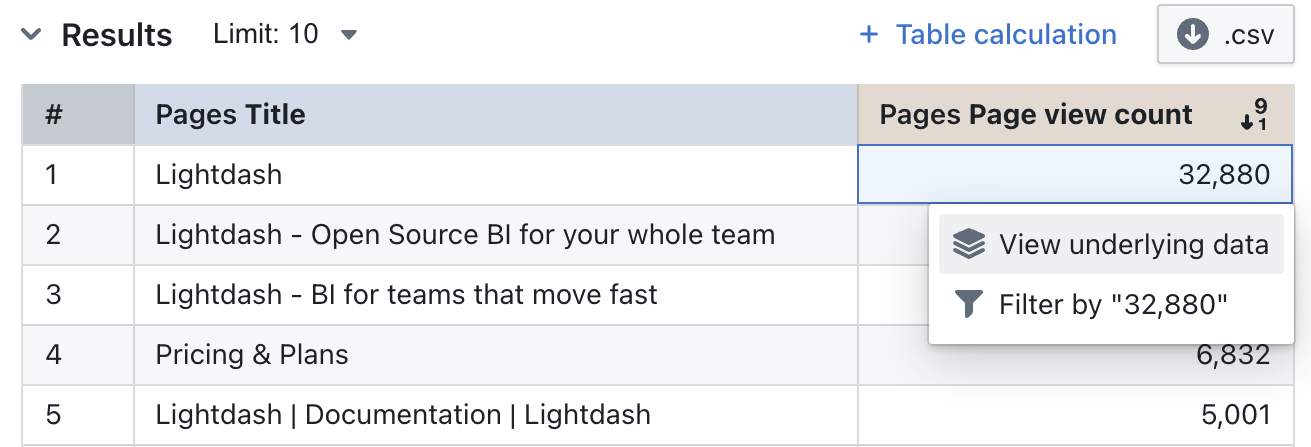 Results Limit: 10 + Table calculation .csv
# Pages Title Pages Page view count 9 1
1 Lightdash 32,880
2 Lightdash - Open Source BI for your whole team View underlying data
3 Lightdash - BI for teams that move fast Filter by "32,880"
4 Pricing & Plans 6,832
5 Lightdash | Documentation | Lightdash 5,001